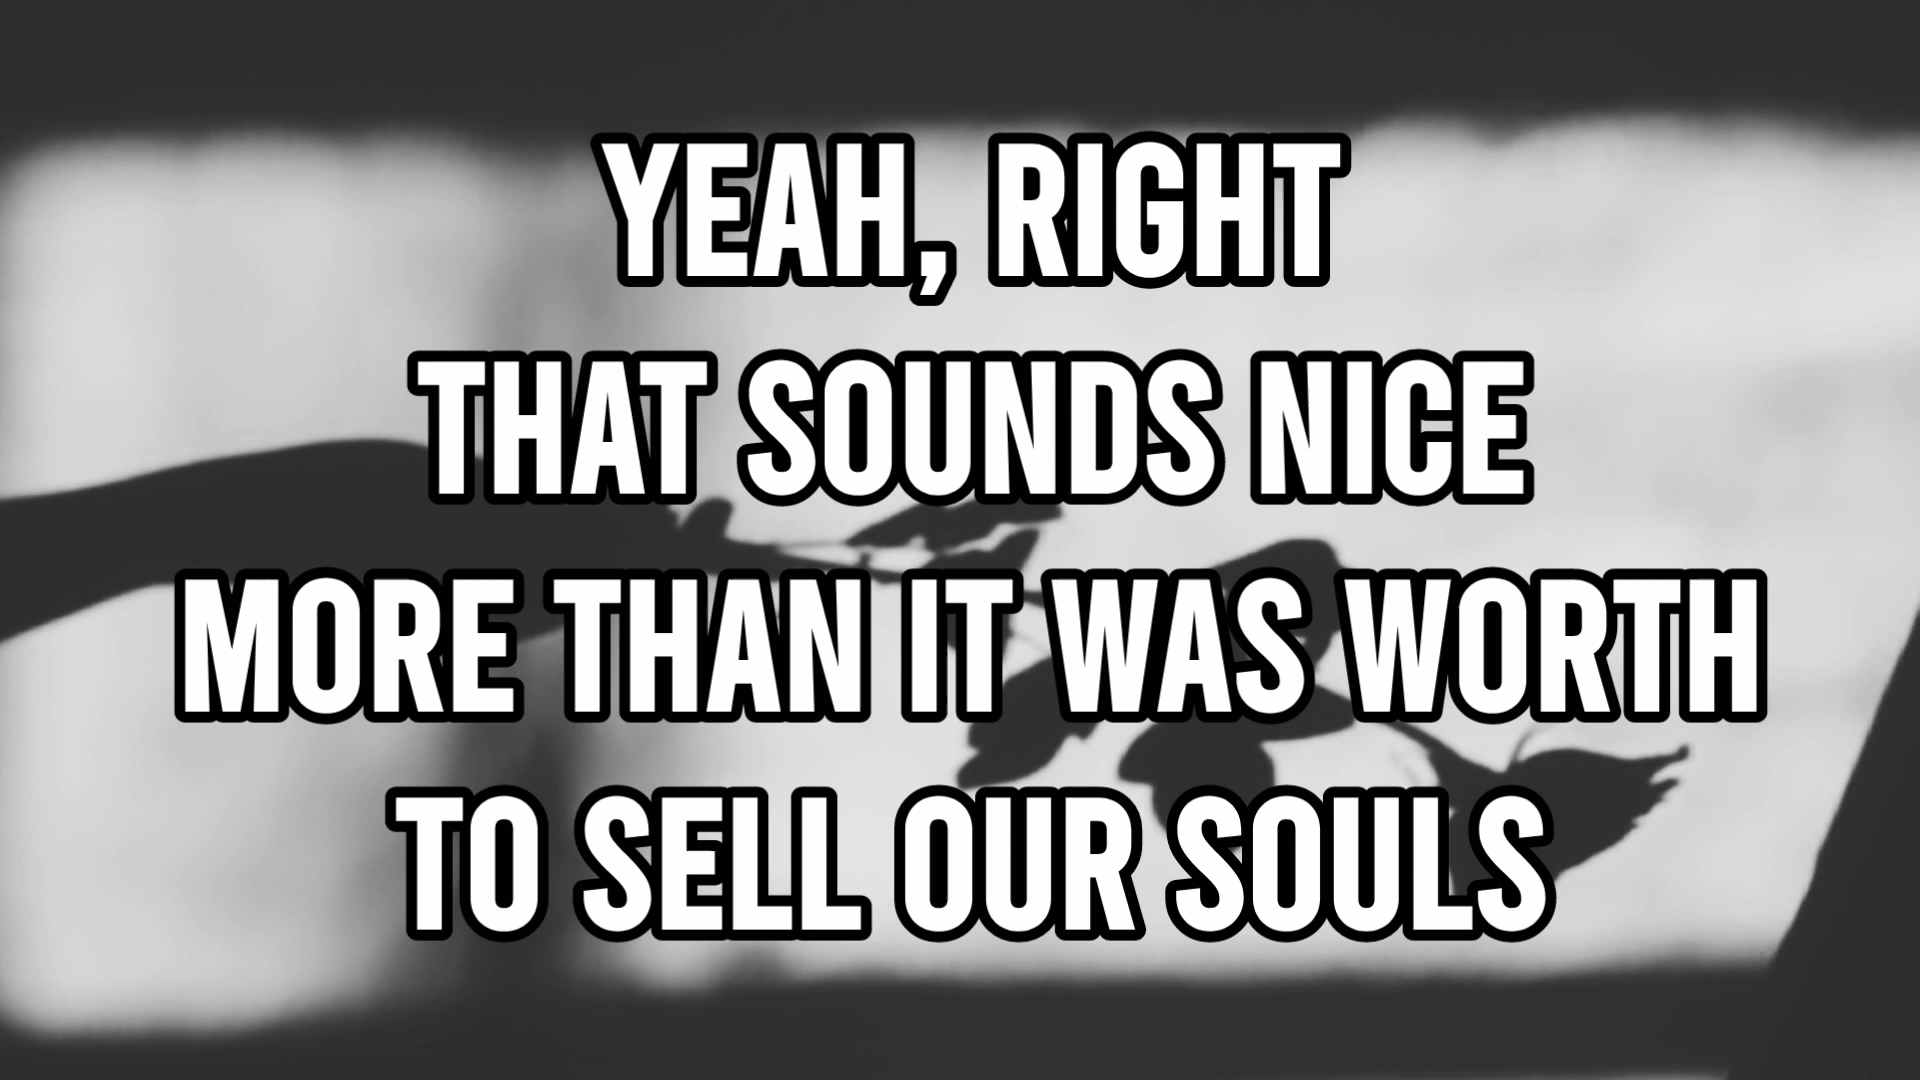 YEAH, RIGHT
THAT SOUNDS NICE
MORE THAN IT WAS WORTH
TO SELL OUR SOULS